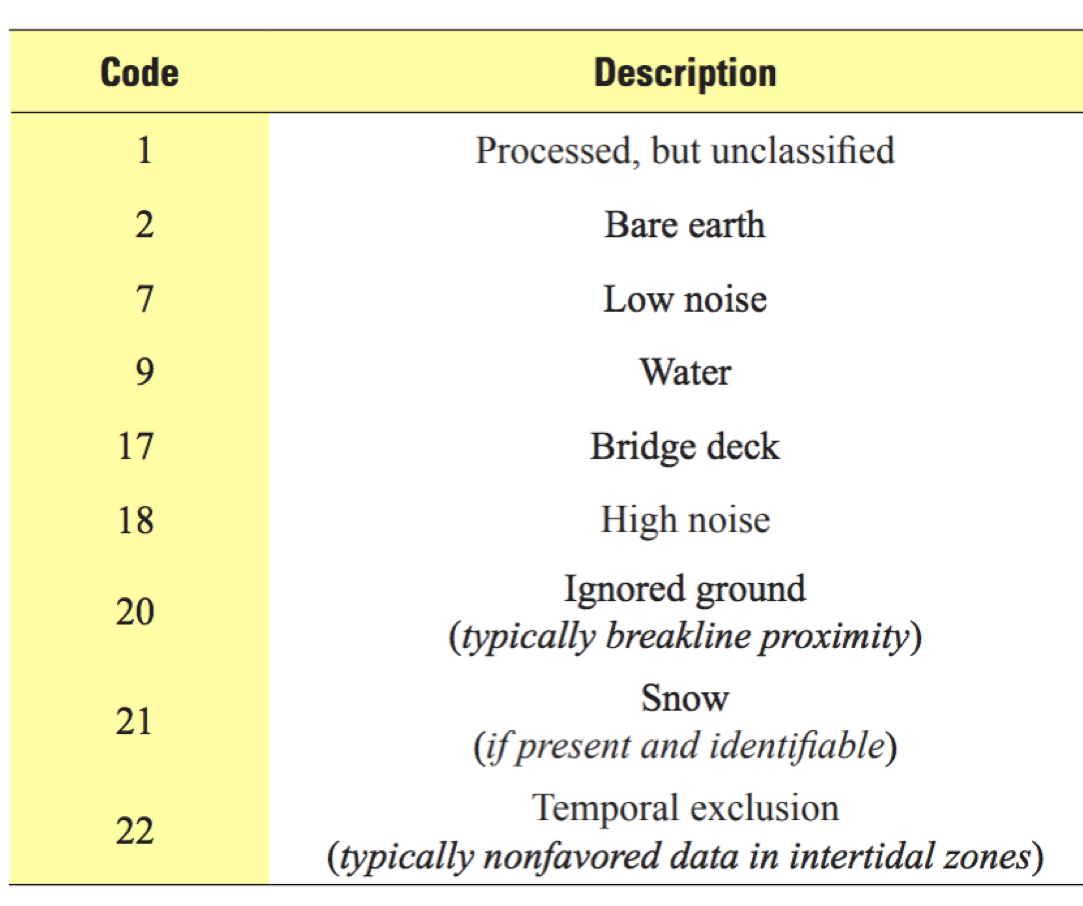 Code Description
1 Processed, but unclassified
2 Bare earth
7 Low noise
9 Water
17 Bridge deck
18 High noise
20 Ignored ground
(typically breakline proximity)
21 Snow
(if present and identifiable)
22 Temporal exclusion
(typically nonfavored data in intertidal zones)